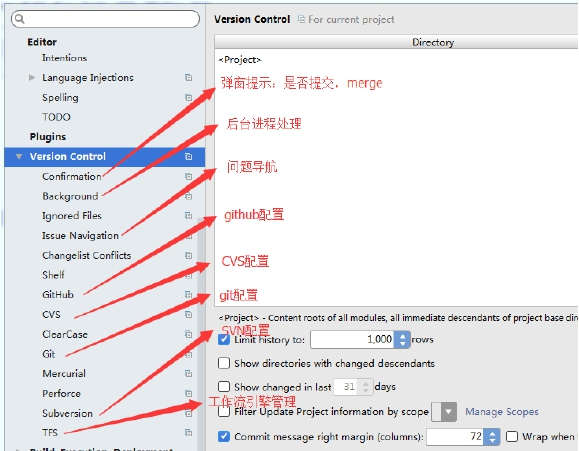 Version Control For current project
Editor
Intentions
Language Injections
Spelling
TODO
Plugins
Version Control
Confirmation
Background
Ignored Files
Issue Navigation
Changelist Conflicts
Shelf
GitHub
CVS
ClearCase
Git
Mercurial
Perforce
Subversion
TFS
Build, Execution, Deployment
Directory
<Project>
弹窗提示：是否提交，merge
后台进程处理
问题导航
github配置
CVS配置
git配置
<Project> - Content roots of all modules, all immediate descendants of project base dire
SVN配置
Limit history to: 1,000 rows
Show directories with changed descendants
Show changed in last 31 days
工作流引擎管理
Filter Update Project information by scope Manage Scopes
Commit message right margin (columns): 72 Wrap when